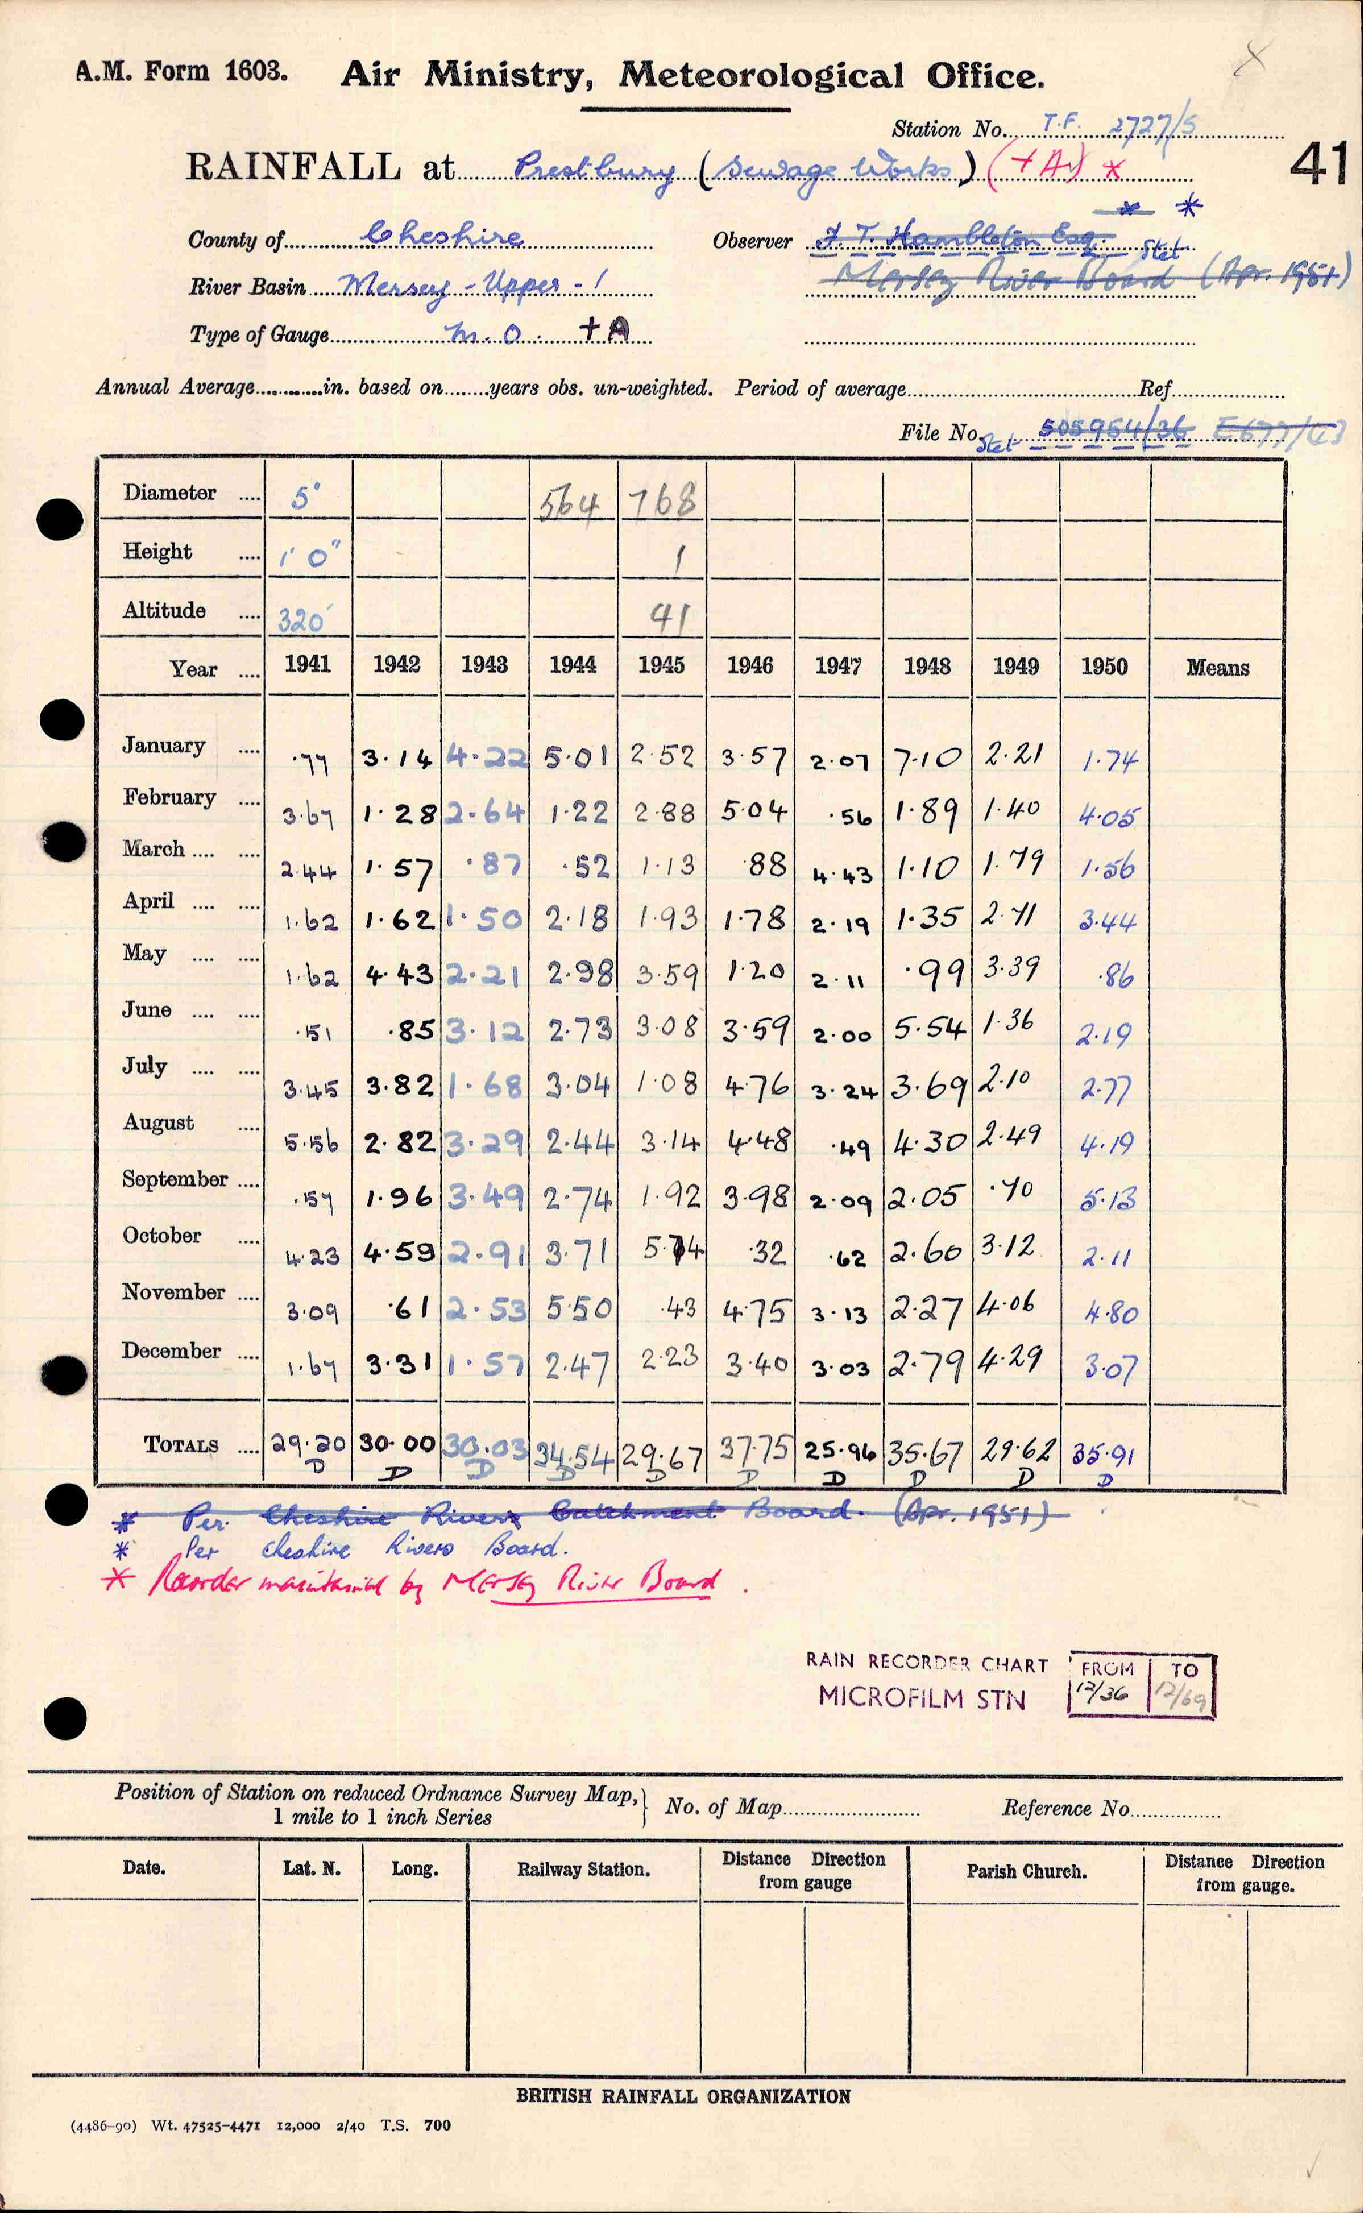 A.M. Form 1603. Air Ministry, Meteorological Office.
Station No. T.F. 2727/5
RAINFALL at Prestbury (Sewage Works) (+A) * 41
* *
County of Cheshire Observer J. T. Hambleton Esq. Stet
River Basin Mersey - Upper - 1 Mersey River Board (Apr. 1951)
Type of Gauge M.O. +A
Annual Average in. based on years obs. un-weighted. Period of average Ref
File No. Stet 505954/36 E677/43
Diameter 5" 564 768
Height 1' 0" 1
Altitude 320' 41
Year 1941 1942 1943 1944 1945 1946 1947 1948 1949 1950 Means
January .77 3.14 4.22 5.01 2.52 3.57 2.07 7.10 2.21 1.74
February 3.67 1.28 2.64 1.22 2.88 5.04 .56 1.89 1.40 4.05
March 2.44 1.57 .87 .52 1.13 .88 4.43 1.10 1.79 1.56
April 1.62 1.62 1.50 2.18 1.93 1.78 2.19 1.35 2.71 3.44
May 1.62 4.43 2.21 2.98 3.59 1.20 2.11 .99 3.39 .86
June .51 .85 3.12 2.73 3.08 3.59 2.00 5.54 1.36 2.19
July 3.45 3.82 1.68 3.04 1.08 4.76 3.24 3.69 2.10 2.77
August 5.56 2.82 3.29 2.44 3.14 4.48 .49 4.30 2.49 4.19
September .57 1.96 3.49 2.74 1.92 3.98 2.09 2.05 .70 5.13
October 4.23 4.59 2.91 3.71 5.74 .32 .62 2.60 3.12 2.11
November 3.09 .61 2.53 5.50 .43 4.75 3.13 2.27 4.06 4.80
December 1.67 3.31 1.57 2.47 2.23 3.40 3.03 2.79 4.29 3.07
TOTALS 29.20 30.00 30.03 34.54 29.67 37.75 25.96 35.67 29.62 35.91
D D D D D D D D D D
* Per Cheshire Rivers Catchment Board. (Apr. 1951)
* Per Cheshire Rivers Board.
* Recorder maintained by Mersey River Board.
RAIN RECORDER CHART FROM TO
MICROFILM STN 12/36 12/69
Position of Station on reduced Ordnance Survey Map, No. of Map Reference No.
1 mile to 1 inch Series
Date. Lat. N. Long. Railway Station. Distance Direction from gauge Parish Church. Distance Direction from gauge.
BRITISH RAINFALL ORGANIZATION
(4486-90) Wt. 47525-4471 12,000 2/40 T.S. 700